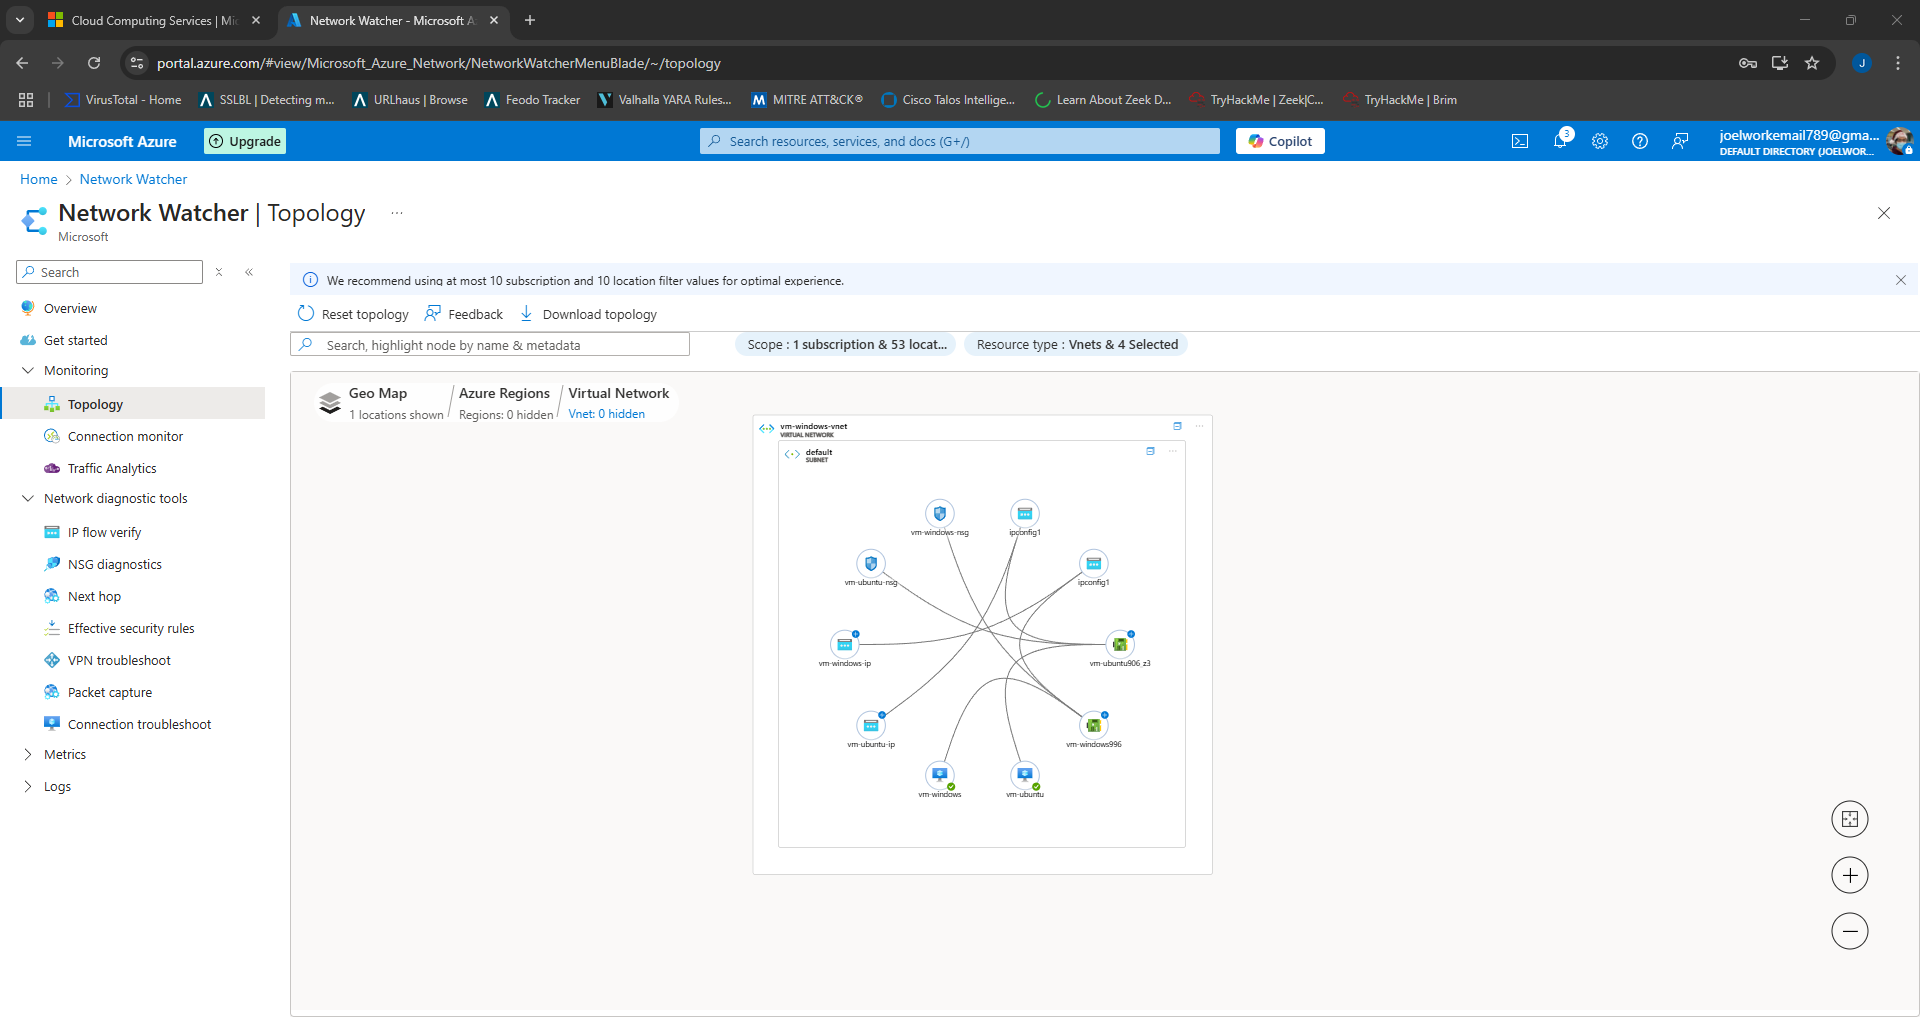 Cloud Computing Services | Mi
Network Watcher - Microsoft A
portal.azure.com/#view/Microsoft_Azure_Network/NetworkWatcherMenuBlade/~/topology
J
VirusTotal - Home
SSLBL | Detecting m...
URLhaus | Browse
Feodo Tracker
Valhalla YARA Rules...
MITRE ATT&CK®
Cisco Talos Intellige...
Learn About Zeek D...
TryHackMe | Zeek|C...
TryHackMe | Brim
Microsoft Azure
Upgrade
Search resources, services, and docs (G+/)
Copilot
3
joelworkemail789@gma...
DEFAULT DIRECTORY (JOELWOR...
Home > Network Watcher
Network Watcher | Topology
...
Microsoft
Search
Overview
Get started
Monitoring
Topology
Connection monitor
Traffic Analytics
Network diagnostic tools
IP flow verify
NSG diagnostics
Next hop
Effective security rules
VPN troubleshoot
Packet capture
Connection troubleshoot
Metrics
Logs
We recommend using at most 10 subscription and 10 location filter values for optimal experience.
Reset topology
Feedback
Download topology
Search, highlight node by name & metadata
Scope : 1 subscription & 53 locat...
Resource type : Vnets & 4 Selected
Geo Map
1 locations shown
Azure Regions
Regions: 0 hidden
Virtual Network
Vnet: 0 hidden
vm-windows-vnet
VIRTUAL NETWORK
default
SUBNET
vm-windows-nsg
ipconfig1
vm-ubuntu-nsg
ipconfig1
vm-windows-ip
vm-ubuntu906_z3
vm-ubuntu-ip
vm-windows996
vm-windows
vm-ubuntu